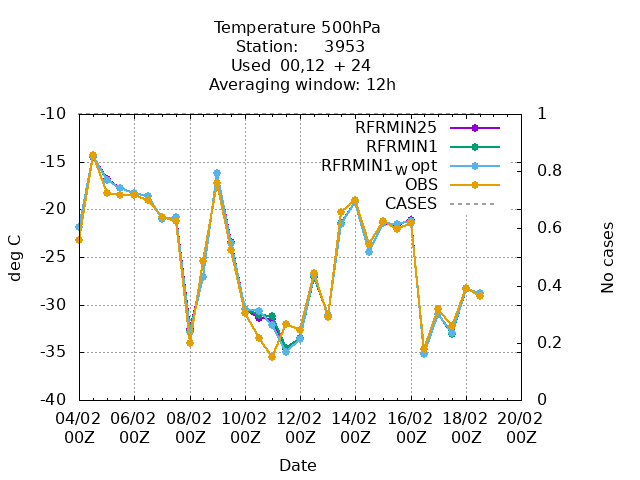 Temperature 500hPa
Station: 3953
Used 00,12 + 24
Averaging window: 12h
-10
-15
-20
-25
-30
-35
-40
1
0.8
0.6
0.4
0.2
0
RFRMIN25
RFRMIN1
RFRMIN1w opt
OBS
CASES
deg C
No cases
04/02 06/02 08/02 10/02 12/02 14/02 16/02 18/02 20/02
00Z 00Z 00Z 00Z 00Z 00Z 00Z 00Z 00Z
Date